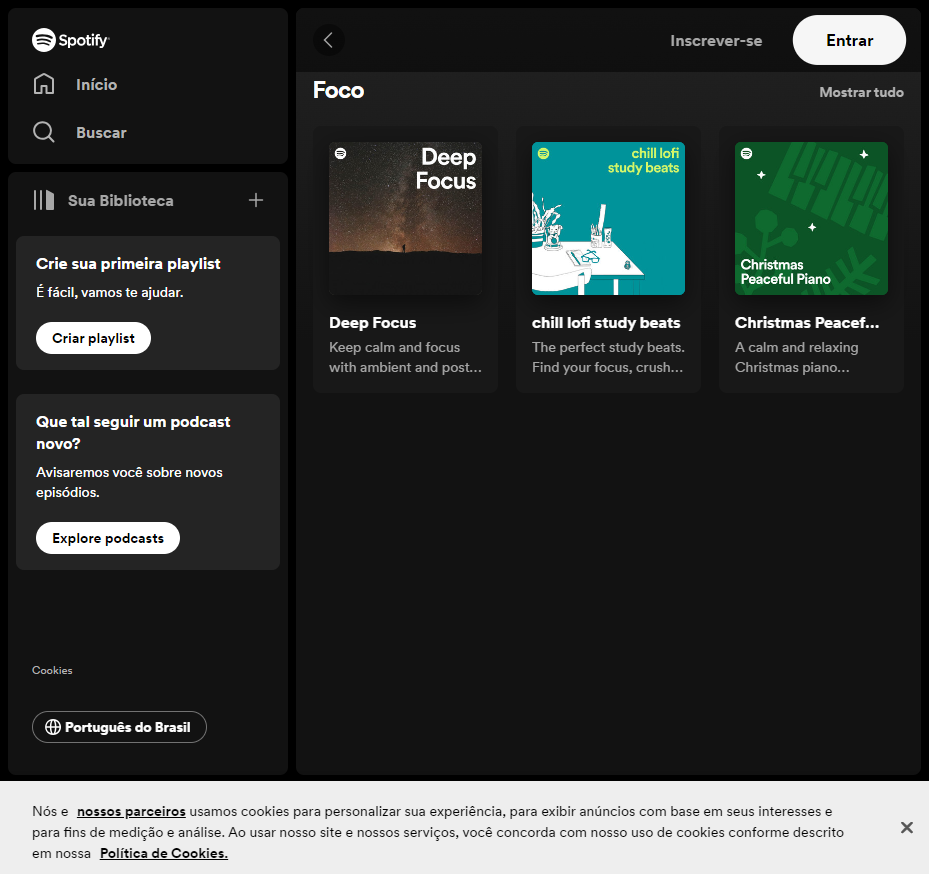 Spotify
Início
Buscar
Sua Biblioteca
Crie sua primeira playlist
É fácil, vamos te ajudar.
Criar playlist
Que tal seguir um podcast
novo?
Avisaremos você sobre novos
episódios.
Explore podcasts
Cookies
Português do Brasil
Inscrever-se
Entrar
Foco
Mostrar tudo
Deep
Focus
Deep Focus
Keep calm and focus
with ambient and post...
chill lofi
study beats
chill lofi study beats
The perfect study beats.
Find your focus, crush...
Christmas
Peaceful Piano
Christmas Peacef...
A calm and relaxing
Christmas piano...
Nós e nossos parceiros usamos cookies para personalizar sua experiência, para exibir anúncios com base em seus interesses e
para fins de medição e análise. Ao usar nosso site e nossos serviços, você concorda com nosso uso de cookies conforme descrito
em nossa Política de Cookies.